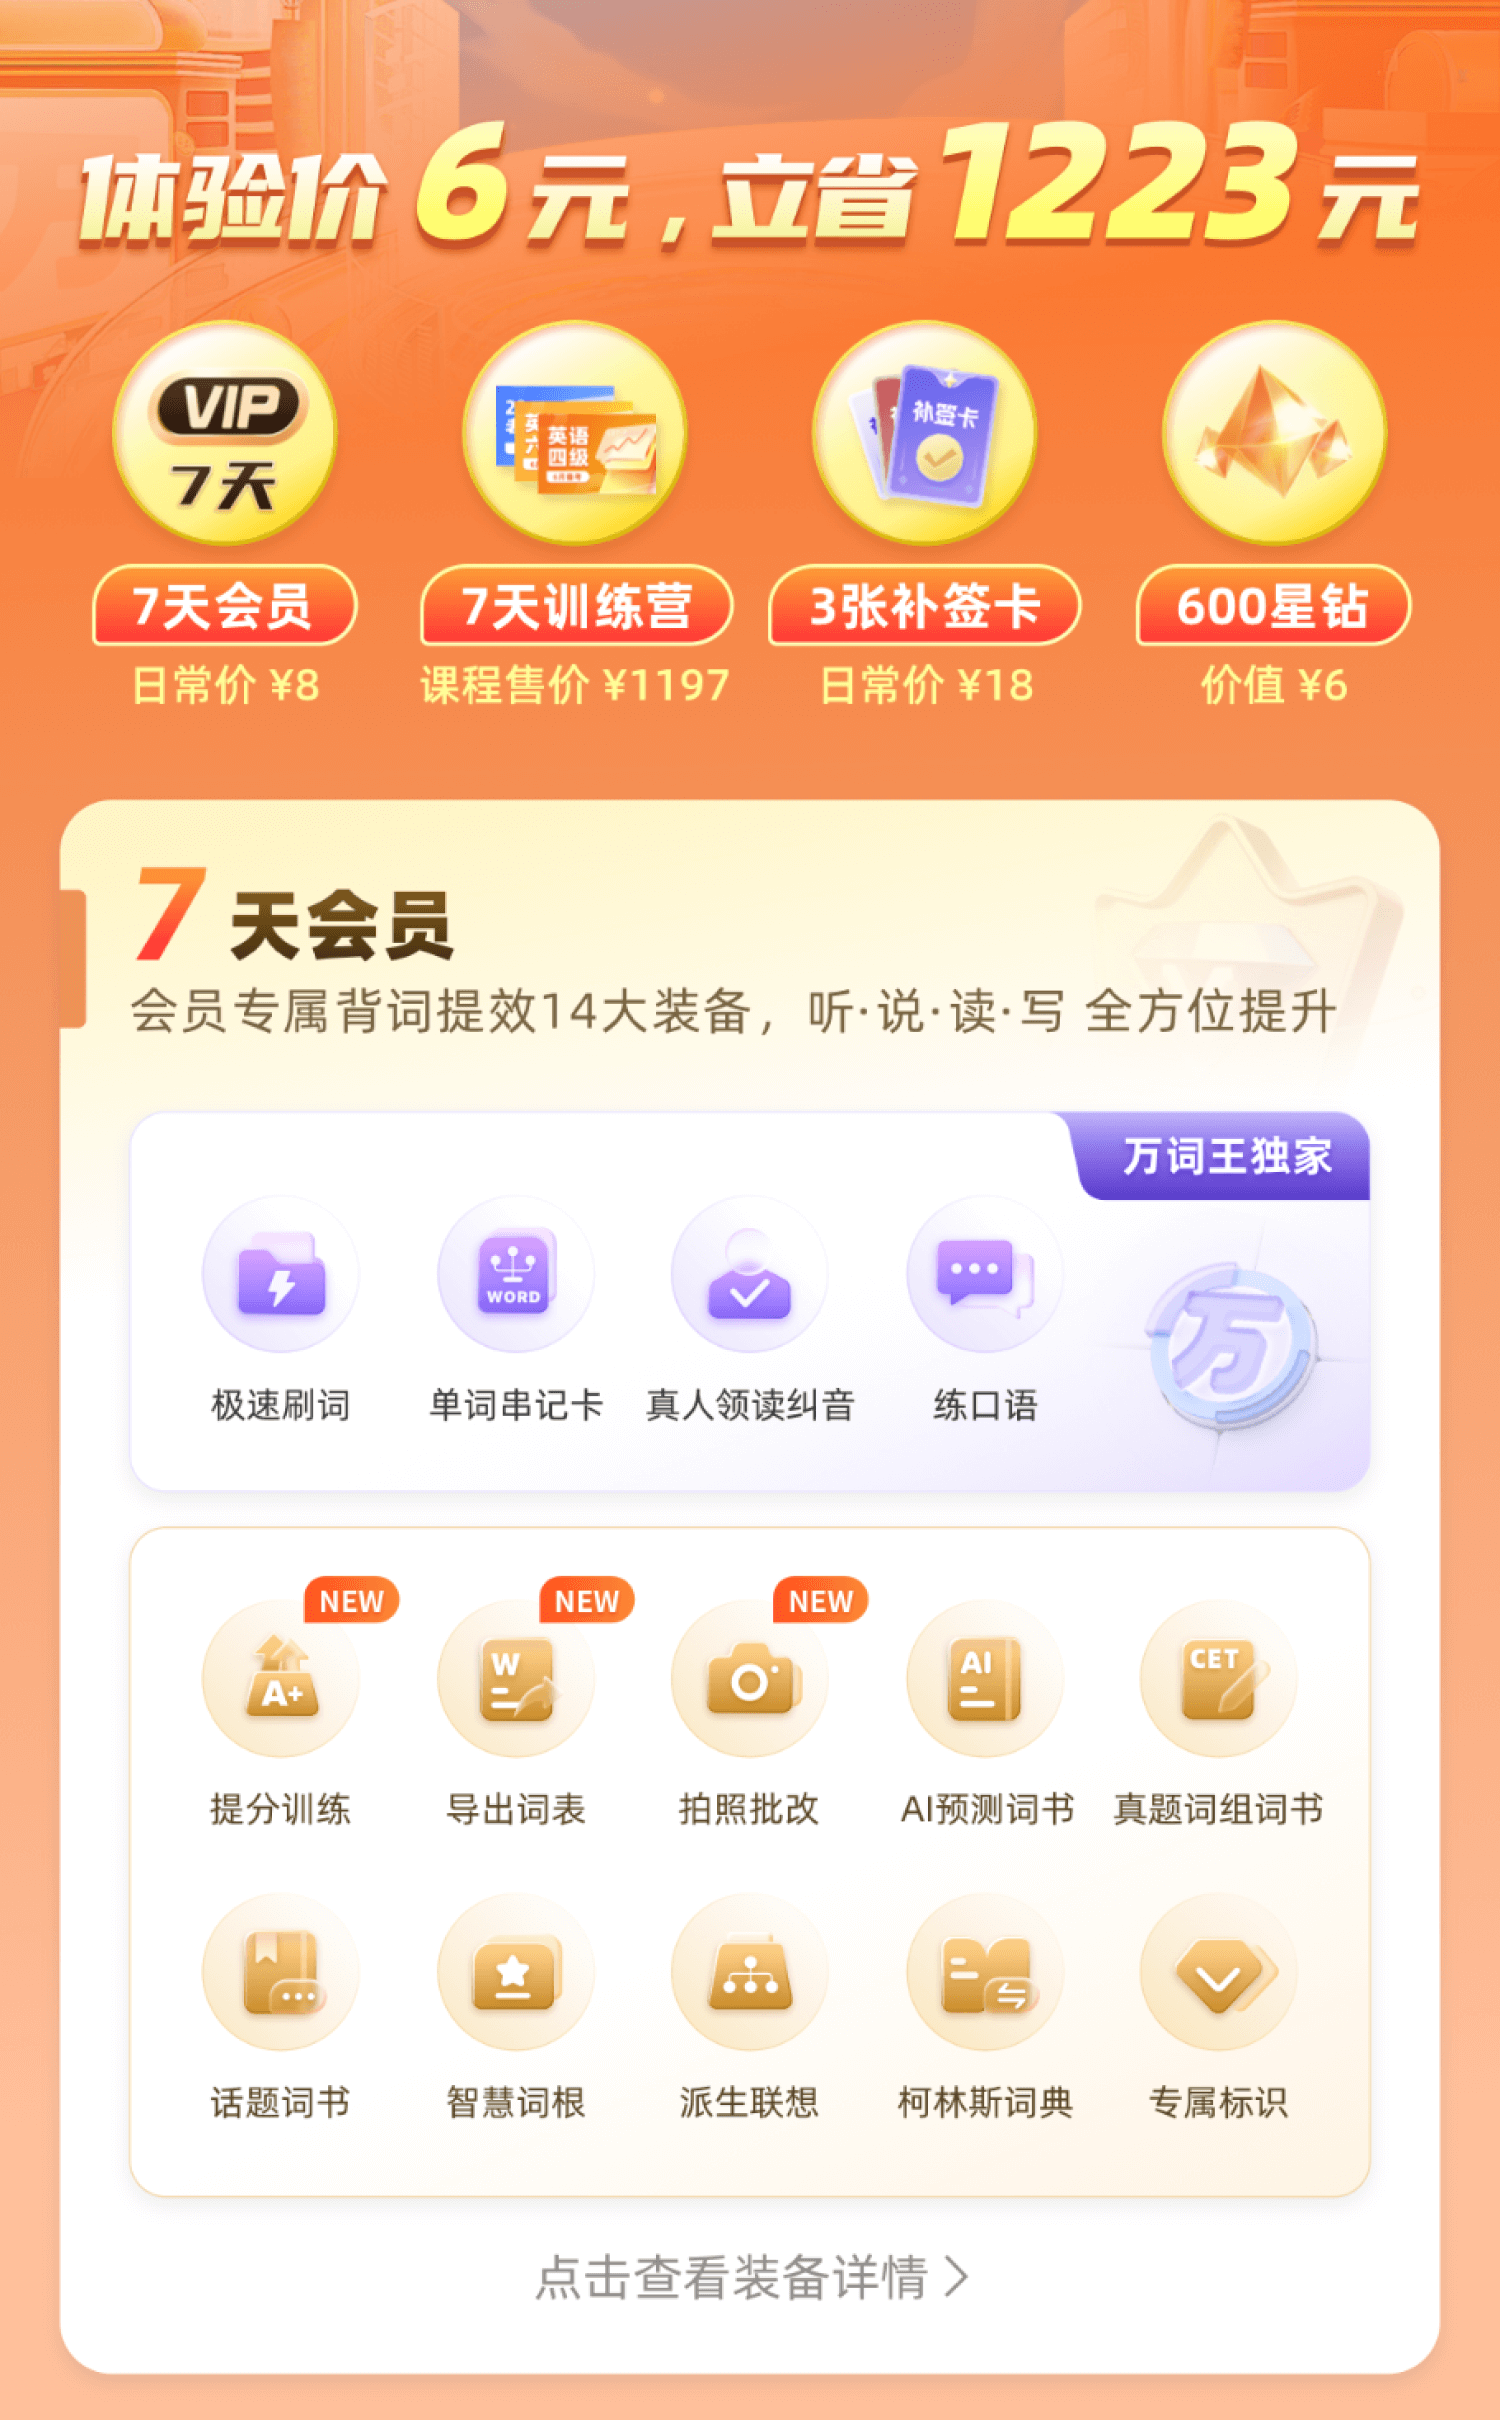 体验价6元,立省1223元
VIP
7天
英语
四级
6月备考
补签卡
7天会员
7天训练营
3张补签卡
600星钻
日常价 ¥8
课程售价 ¥1197
日常价 ¥18
价值 ¥6
7天会员
会员专属背词提效14大装备，听·说·读·写 全方位提升
万词王独家
WORD
万
极速刷词
单词串记卡
真人领读纠音
练口语
NEW
NEW
NEW
A+
W
AI
CET
提分训练
导出词表
拍照批改
AI预测词书
真题词组词书
话题词书
智慧词根
派生联想
柯林斯词典
专属标识
点击查看装备详情